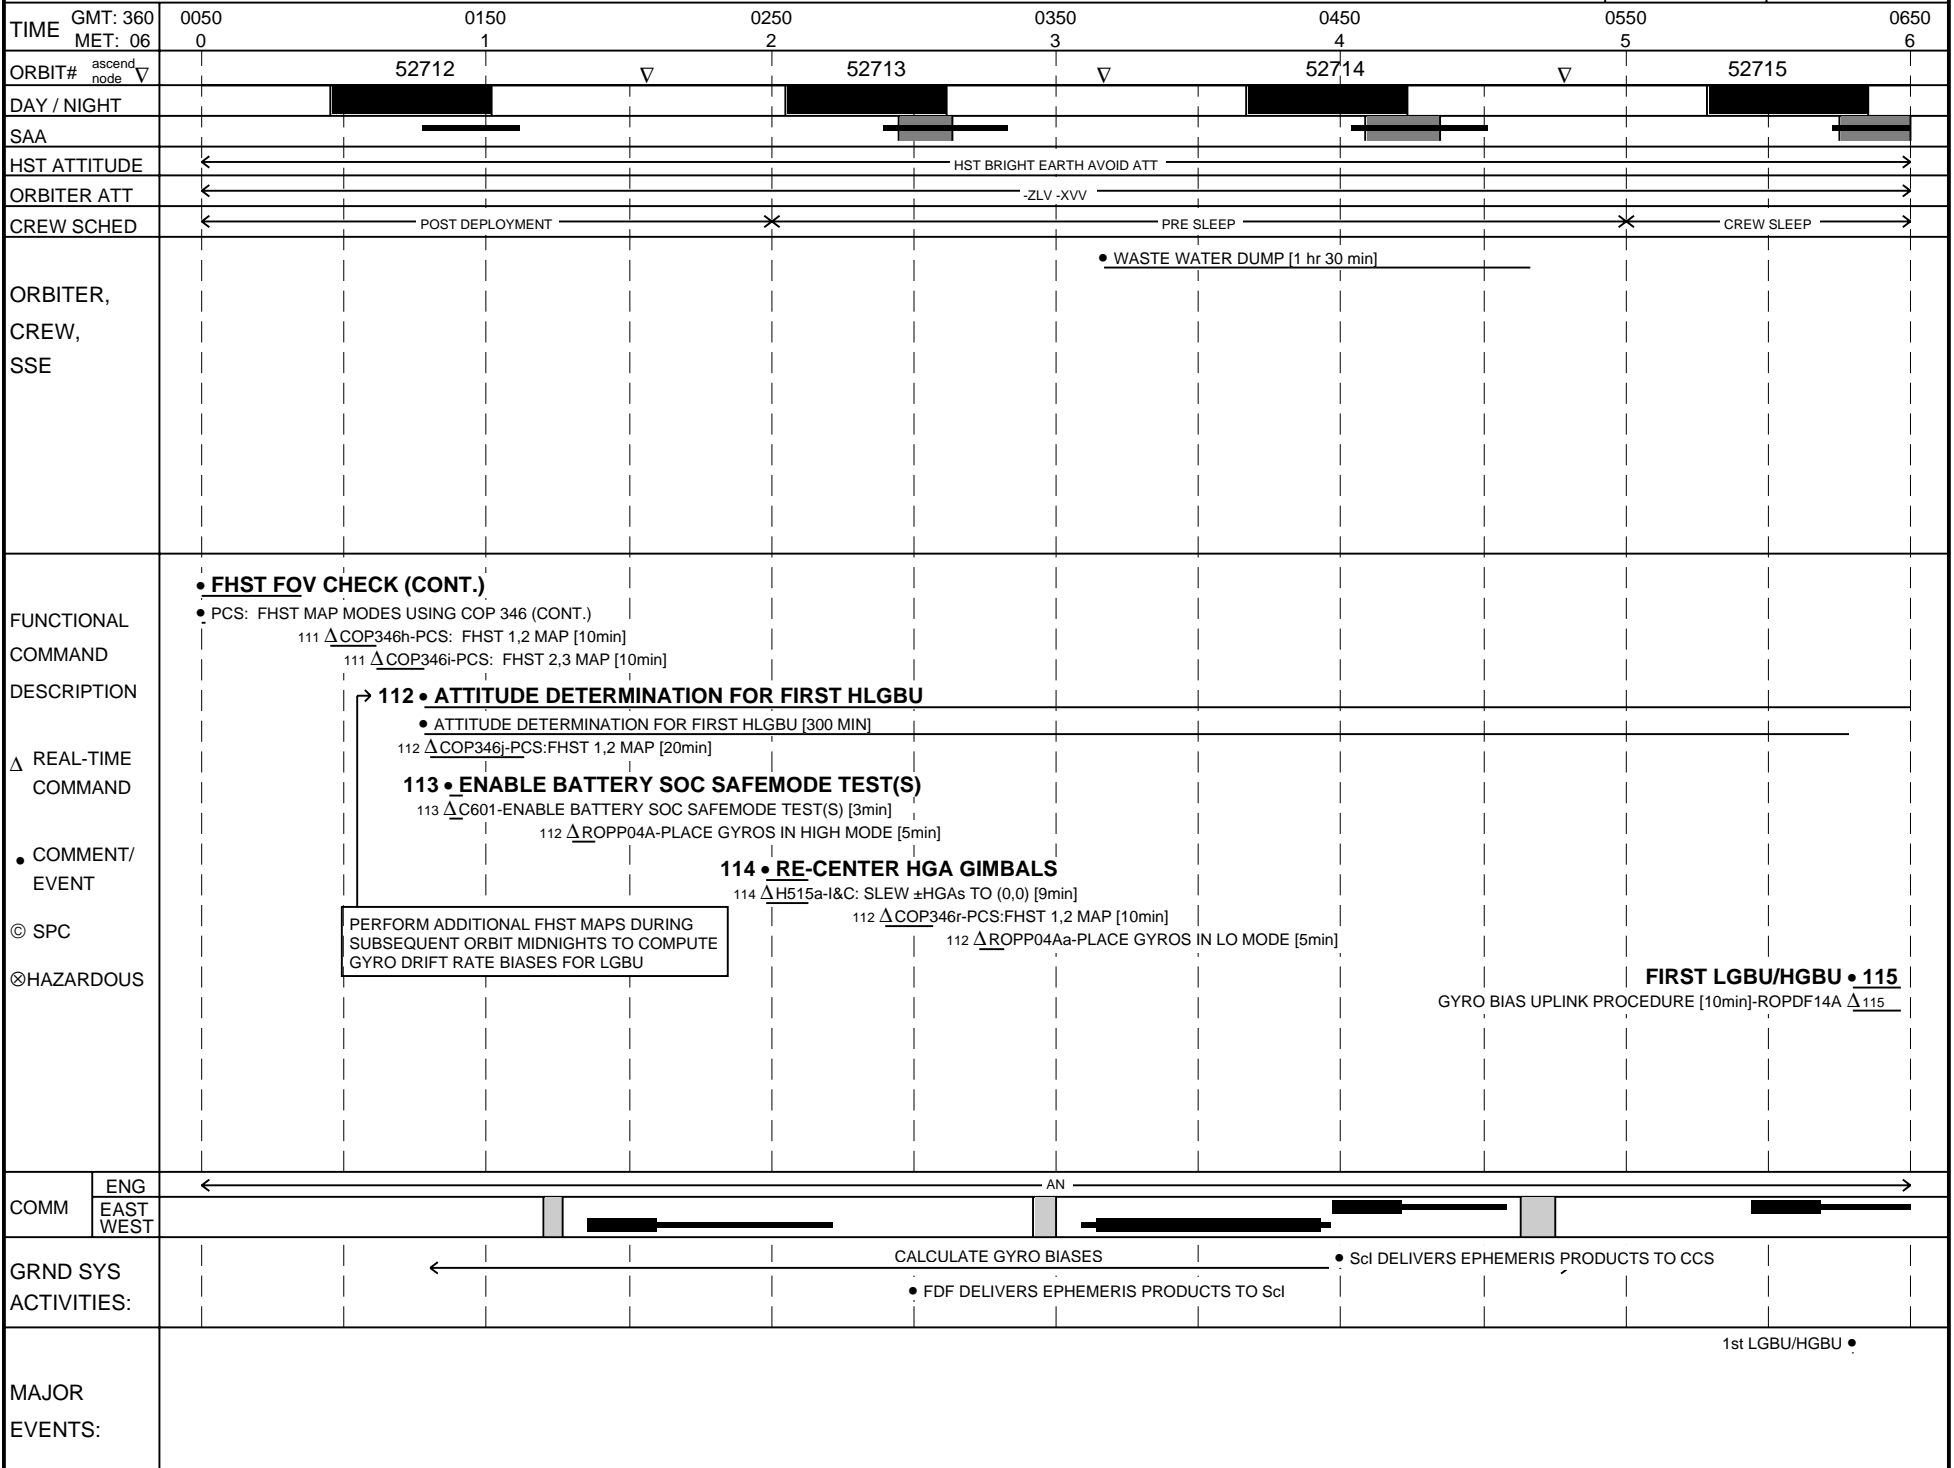 TIME GMT: 360 0050 0150 0250 0350 0450 0550 0650
MET: 06 0 1 2 3 4 5 6
ORBIT# ascend node ∇ 52712 ∇ 52713 ∇ 52714 ∇ 52715
DAY / NIGHT
SAA
HST ATTITUDE HST BRIGHT EARTH AVOID ATT
ORBITER ATT -ZLV -XVV
CREW SCHED POST DEPLOYMENT PRE SLEEP CREW SLEEP
• WASTE WATER DUMP [1 hr 30 min]
ORBITER,
CREW,
SSE
• FHST FOV CHECK (CONT.)
• PCS: FHST MAP MODES USING COP 346 (CONT.)
111 Δ COP346h-PCS: FHST 1,2 MAP [10min]
111 Δ COP346i-PCS: FHST 2,3 MAP [10min]
112 • ATTITUDE DETERMINATION FOR FIRST HLGBU
• ATTITUDE DETERMINATION FOR FIRST HLGBU [300 MIN]
112 Δ COP346j-PCS:FHST 1,2 MAP [20min]
113 • ENABLE BATTERY SOC SAFEMODE TEST(S)
113 Δ C601-ENABLE BATTERY SOC SAFEMODE TEST(S) [3min]
112 Δ ROPP04A-PLACE GYROS IN HIGH MODE [5min]
114 • RE-CENTER HGA GIMBALS
114 Δ H515a-I&C: SLEW ±HGAs TO (0,0) [9min]
112 Δ COP346r-PCS:FHST 1,2 MAP [10min]
112 Δ ROPP04Aa-PLACE GYROS IN LO MODE [5min]
PERFORM ADDITIONAL FHST MAPS DURING
SUBSEQUENT ORBIT MIDNIGHTS TO COMPUTE
GYRO DRIFT RATE BIASES FOR LGBU
FIRST LGBU/HGBU • 115
GYRO BIAS UPLINK PROCEDURE [10min]-ROPDF14A Δ 115
FUNCTIONAL
COMMAND
DESCRIPTION
Δ REAL-TIME
COMMAND
• COMMENT/
EVENT
© SPC
⊗HAZARDOUS
COMM ENG AN
EAST
WEST
GRND SYS
ACTIVITIES:
CALCULATE GYRO BIASES
• ScI DELIVERS EPHEMERIS PRODUCTS TO CCS
• FDF DELIVERS EPHEMERIS PRODUCTS TO ScI
1st LGBU/HGBU •
MAJOR
EVENTS: